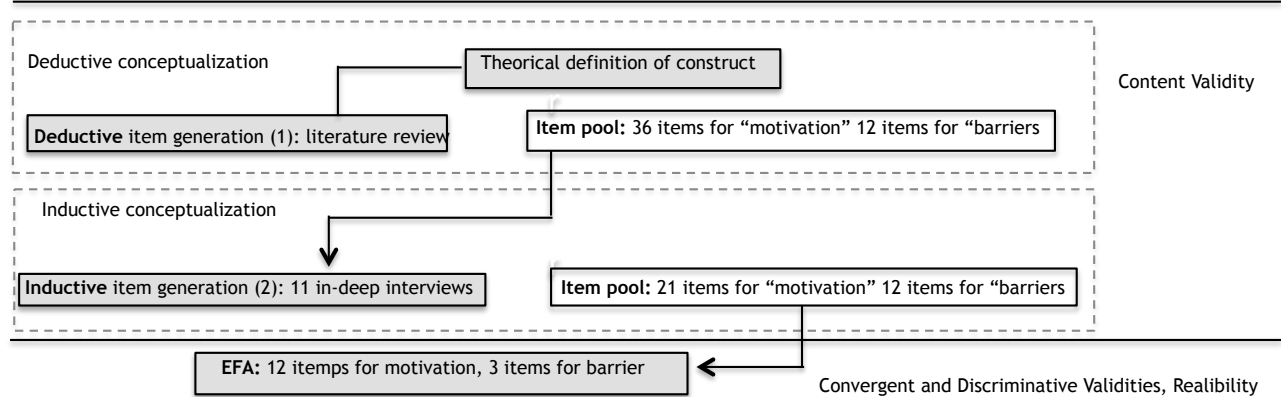 Deductive conceptualization
Theorical definition of construct
Content Validity
Deductive item generation (1): literature review
Item pool: 36 items for “motivation” 12 items for “barriers
Inductive conceptualization
Inductive item generation (2): 11 in-deep interviews
Item pool: 21 items for “motivation” 12 items for “barriers
EFA: 12 itemps for motivation, 3 items for barrier
Convergent and Discriminative Validities, Realibility